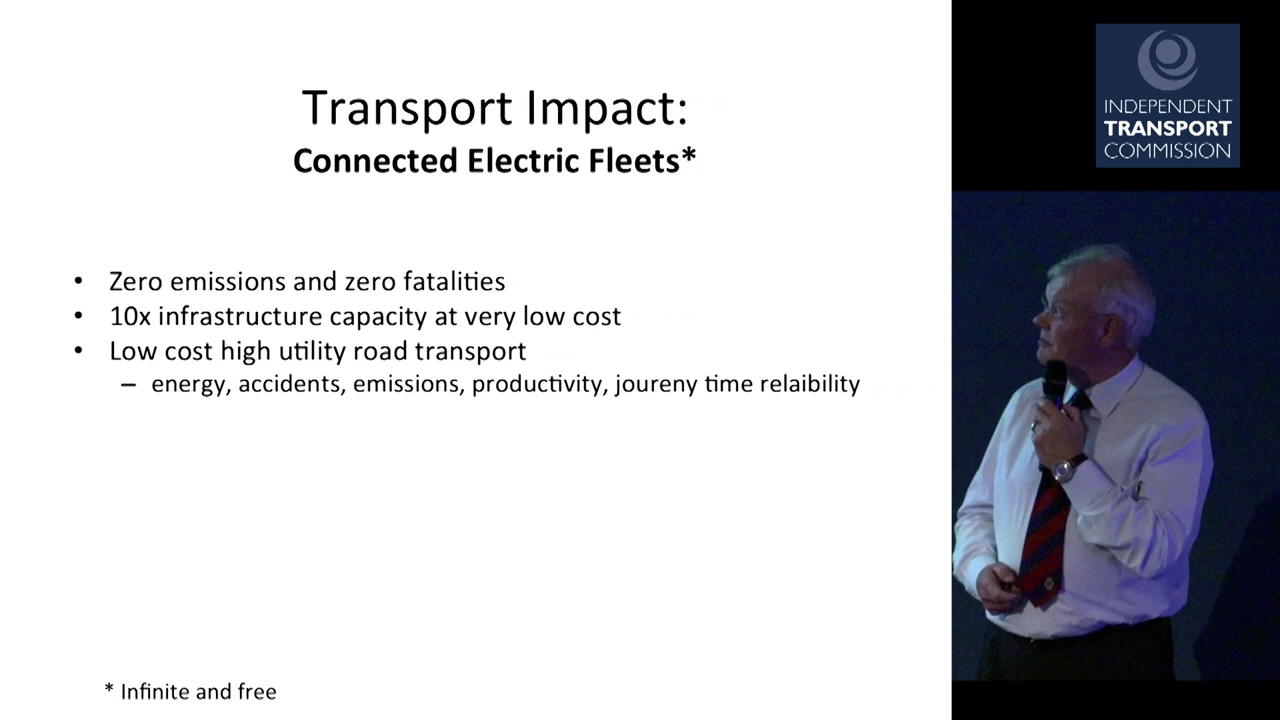 Transport Impact:
Connected Electric Fleets*
• Zero emissions and zero fatalities
• 10x infrastructure capacity at very low cost
• Low cost high utility road transport
– energy, accidents, emissions, productivity, joureny time relaibility
* Infinite and free
INDEPENDENT
TRANSPORT
COMMISSION